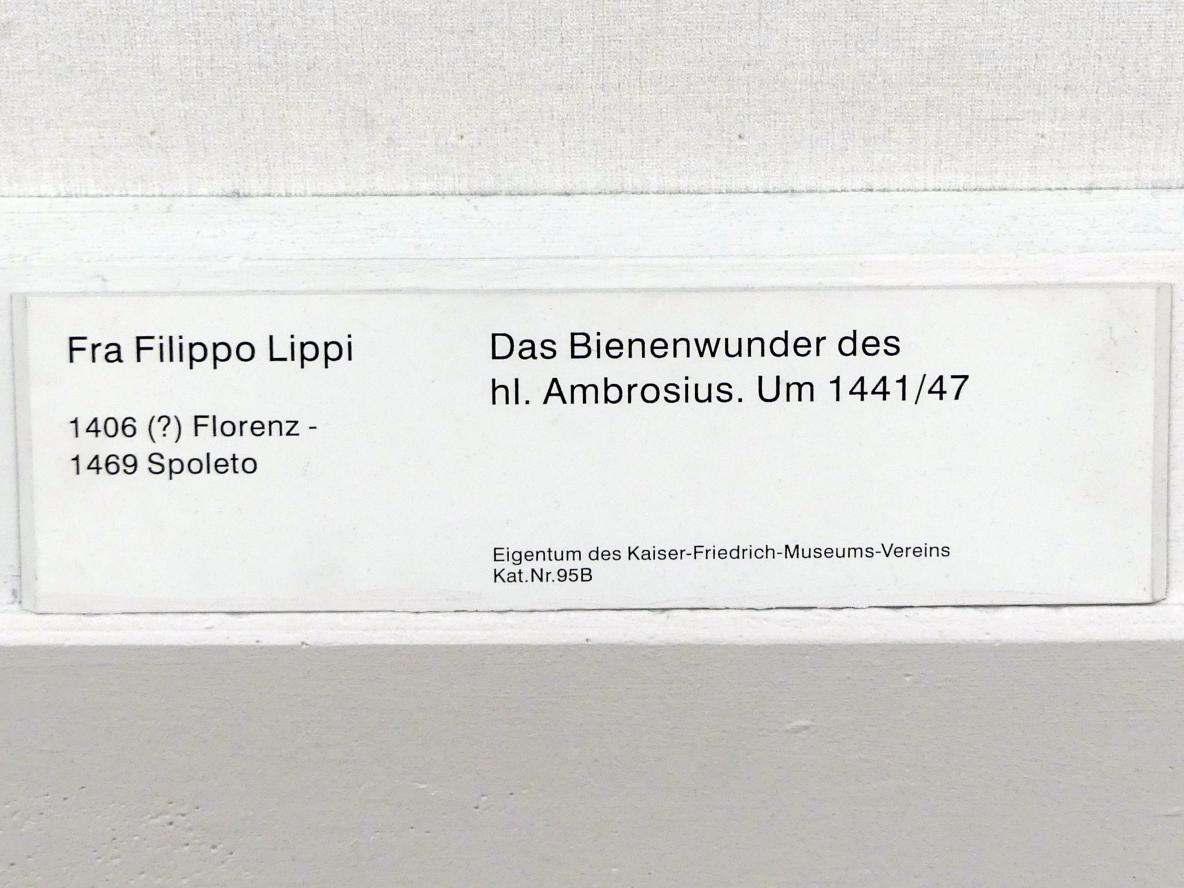 Fra Filippo Lippi
1406 (?) Florenz -
1469 Spoleto
Das Bienenwunder des
hl. Ambrosius. Um 1441/47
Eigentum des Kaiser-Friedrich-Museums-Vereins
Kat.Nr.95B